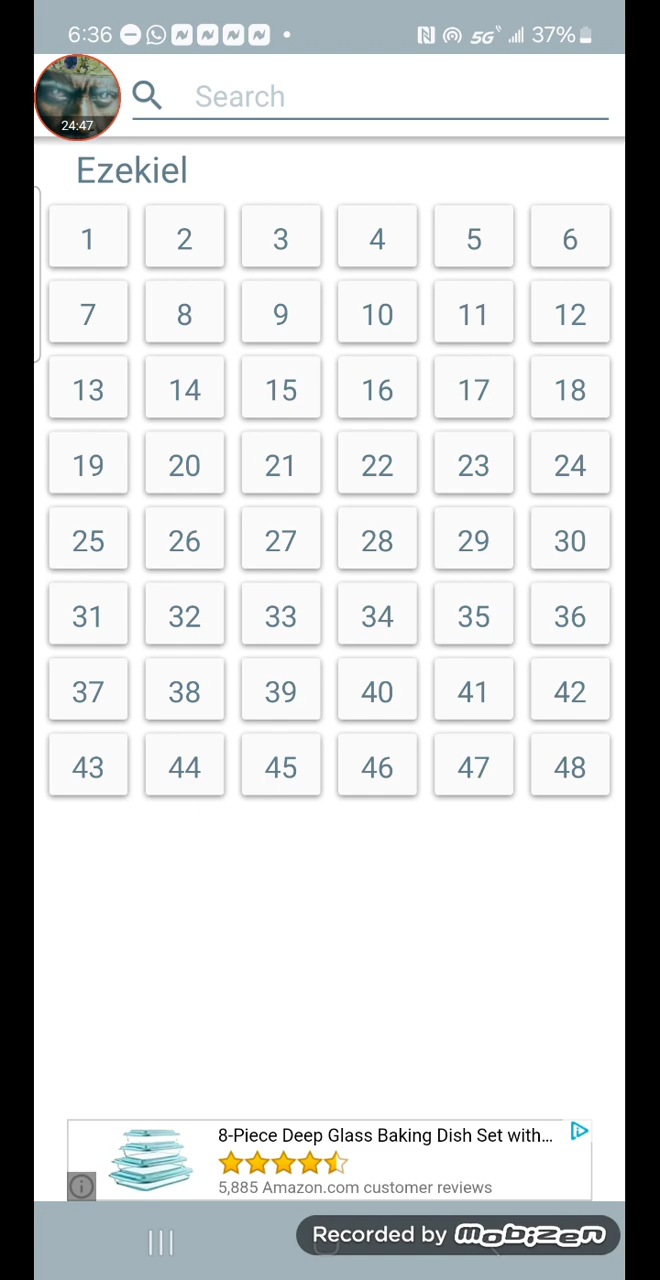 6:36 5G 37%
24:47
Search
Ezekiel
1 2 3 4 5 6
7 8 9 10 11 12
13 14 15 16 17 18
19 20 21 22 23 24
25 26 27 28 29 30
31 32 33 34 35 36
37 38 39 40 41 42
43 44 45 46 47 48
8-Piece Deep Glass Baking Dish Set with...
5,885 Amazon.com customer reviews
Recorded by Mobizen